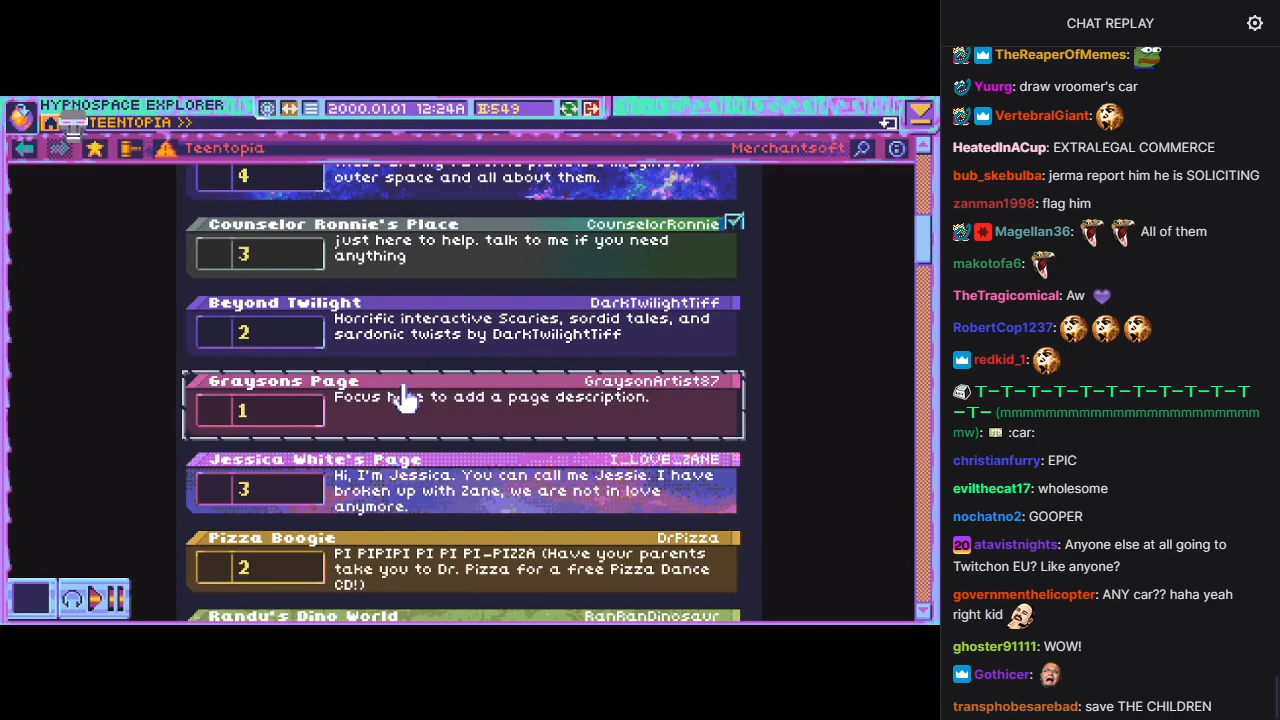 HYPNOSPACE EXPLORER
2000.01.01 12:24A
549
TEENTOPIA >>
Teentopia
Merchantsoft
4
outer space and all about them.
Counselor Ronnie's Place
CounselorRonnie
3
just here to help. talk to me if you need
anything
Beyond Twilight
DarkTwilightTiff
2
Horrific interactive Scaries, sordid tales, and
sardonic twists by DarkTwilightTiff
Graysons Page
GraysonArtist87
1
Focus to add a page description.
Jessica White's Page
I_LOVE_ZANE
3
Hi, I'm Jessica. You can call me Jessie. I have
broken up with Zane, we are not in love
anymore.
Pizza Boogie
DrPizza
2
PI PIPIPI PI PI PI-PIZZA (Have your parents
take you to Dr. Pizza for a free Pizza Dance
CD!)
Randu's Dino World
RanRanDinosaur
CHAT REPLAY
TheReaperOfMemes:
Yuurg: draw vroomer's car
VertebralGiant:
HeatedInACup: EXTRALEGAL COMMERCE
bub_skebulba: jerma report him he is SOLICITING
zanman1998: flag him
Magellan36: All of them
makotofa6:
TheTragicomical: Aw
RobertCop1237:
redkid_1:
:car:
christianfurry: EPIC
evilthecat17: wholesome
nochatno2: GOOPER
20 atavistnights: Anyone else at all going to
Twitchon EU? Like anyone?
governmenthelicopter: ANY car?? haha yeah
right kid
ghoster91111: WOW!
Gothicer:
transphobesarebad: save THE CHILDREN